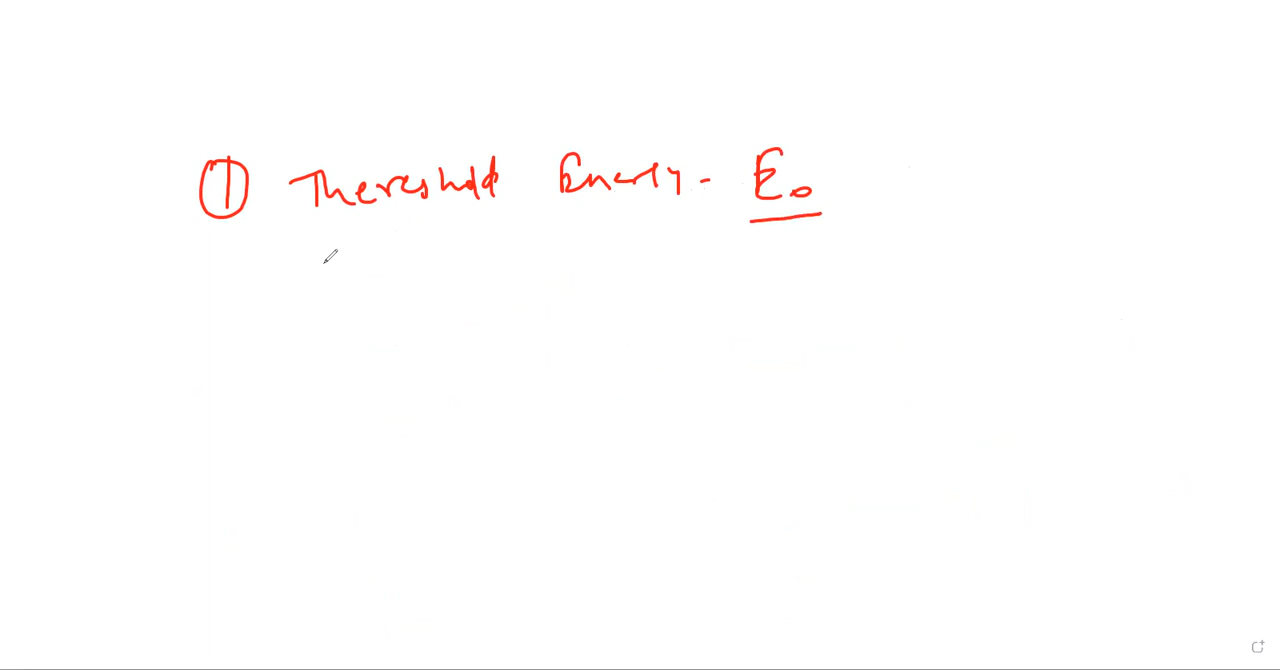 ① Thereshold Energy - E₀